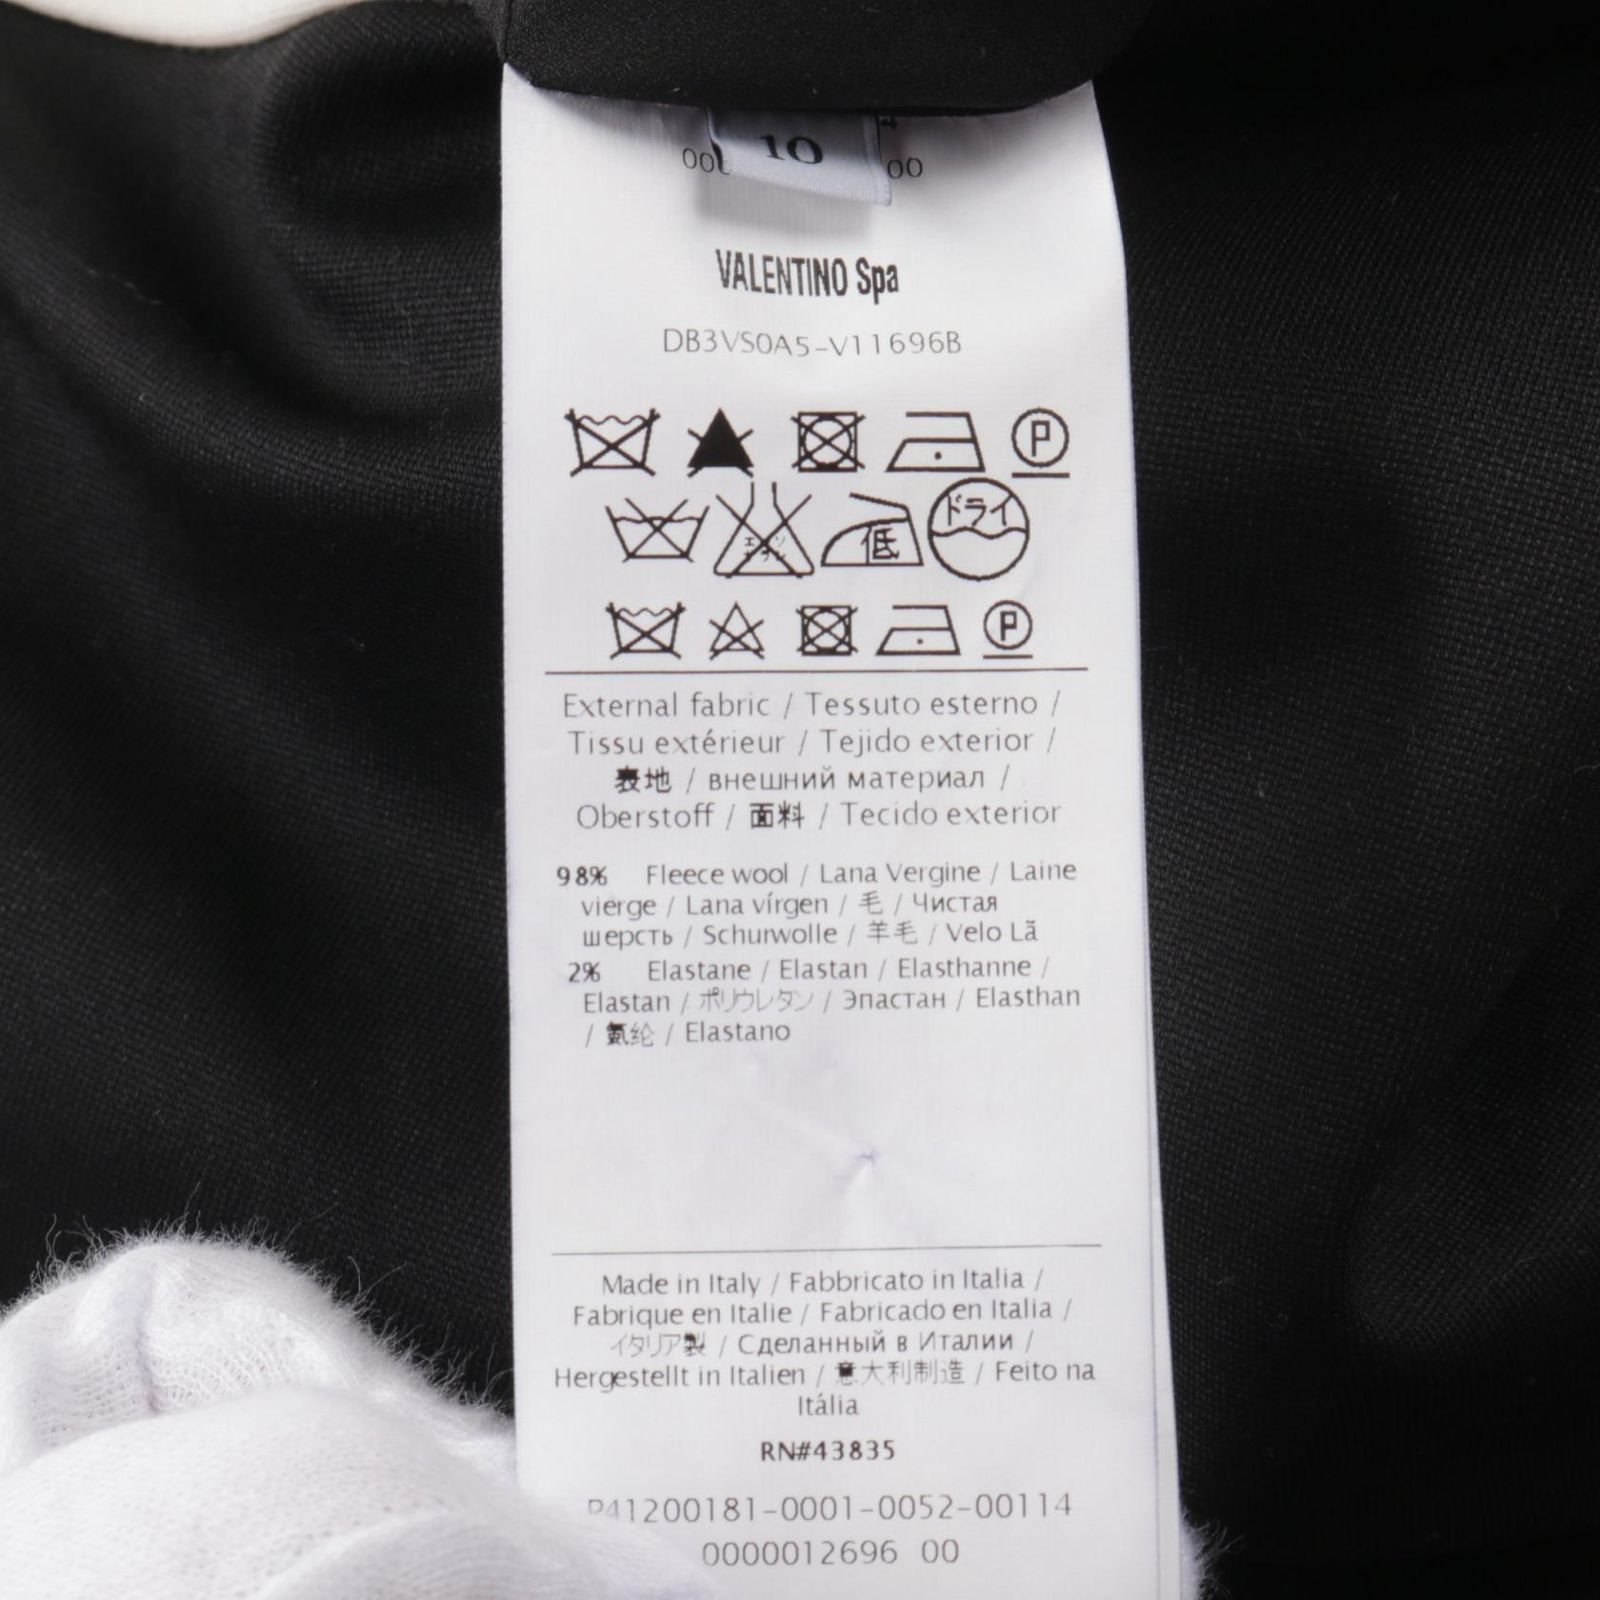 10
00
VALENTINO Spa
DB3VS0A5-V11696B
P
ドライ
低
エンソ
P
External fabric / Tessuto esterno /
Tissu extérieur / Tejido exterior /
表地 / внешний материал /
Oberstoff / 面料 / Tecido exterior
98% Fleece wool / Lana Vergine / Laine
vierge / Lana vírgen / 毛 / Чистая
шерсть / Schurwolle / 羊毛 / Velo Lã
2% Elastane / Elastan / Elasthanne /
Elastan / ポリウレタン / Эпастан / Elasthan
/ 氨纶 / Elastano
Made in Italy / Fabbricato in Italia /
Fabrique en Italie / Fabricado en Italia /
イタリア製 / Сделанный в Италии /
Hergestellt in Italien / 意大利制造 / Feito na
Itália
RN#43835
P41200181-0001-0052-00114
0000012696 00